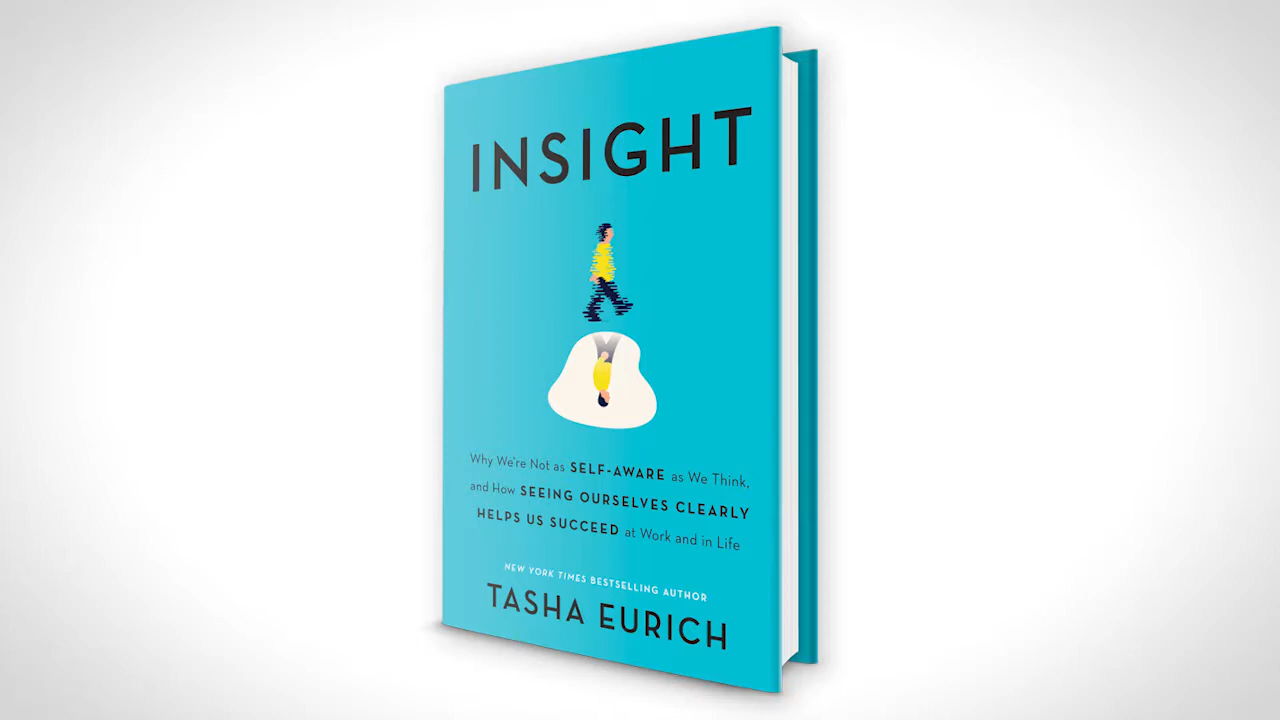 INSIGHT
Why We're Not as SELF-AWARE as We Think,
and How SEEING OURSELVES CLEARLY
HELPS US SUCCEED at Work and in Life
NEW YORK TIMES BESTSELLING AUTHOR
TASHA EURICH